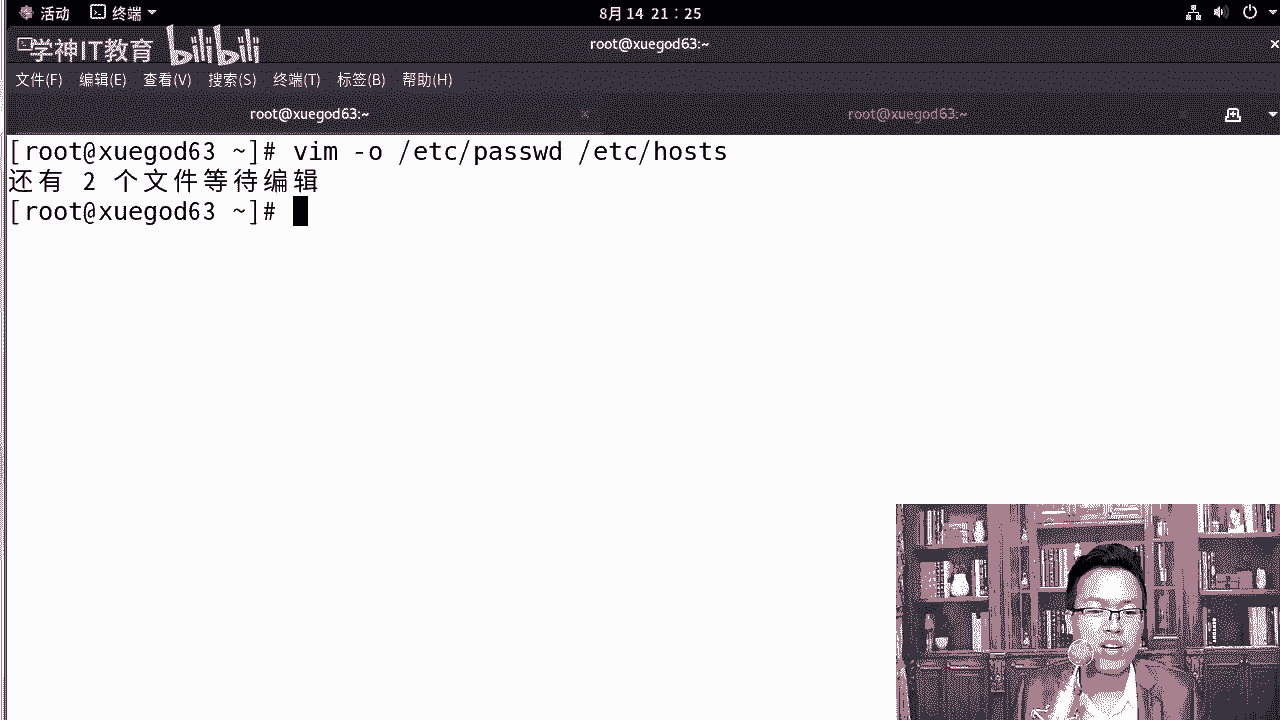 活动 终端 8月14 21：25
学神IT教育 bilibili root@xuegod63:~
文件(F) 编辑(E) 查看(V) 搜索(S) 终端(T) 标签(B) 帮助(H)
root@xuegod63:~ root@xuegod63:~
[root@xuegod63 ~]# vim -o /etc/passwd /etc/hosts
还有 2 个文件等待编辑
[root@xuegod63 ~]#